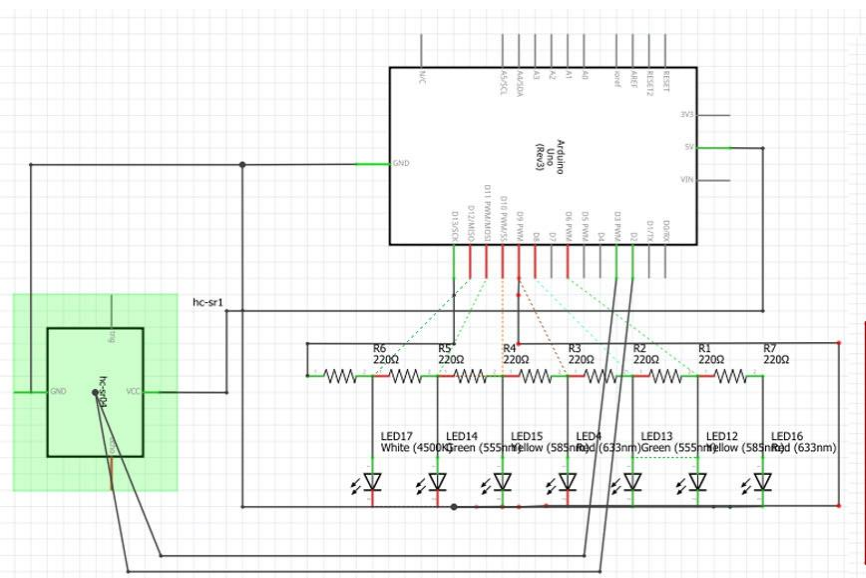 N/C
A5/SCL
A4/SDA
A3
A2
A1
A0
ioref
AREF
RESET2
RESET
3V3
5V
VIN
GND
Arduino
Uno
(Rev3)
D13/SCK
D12/MISO
D11 PWM/MOSI
D10 PWM/SS
D9 PWM
D8
D7
D6 PWM
D5 PWM
D4
D3 PWM
D2
D1/TX
D0/RX
hc-sr1
trig
GND
VCC
R6
220Ω
R5
220Ω
R4
220Ω
R3
220Ω
R2
220Ω
R1
220Ω
R7
220Ω
LED17
White (4500K)
LED14
Green (555nm)
LED15
Yellow (585nm)
LED4
Red (633nm)
LED13
Green (555nm)
LED12
Yellow (585nm)
LED16
Red (633nm)